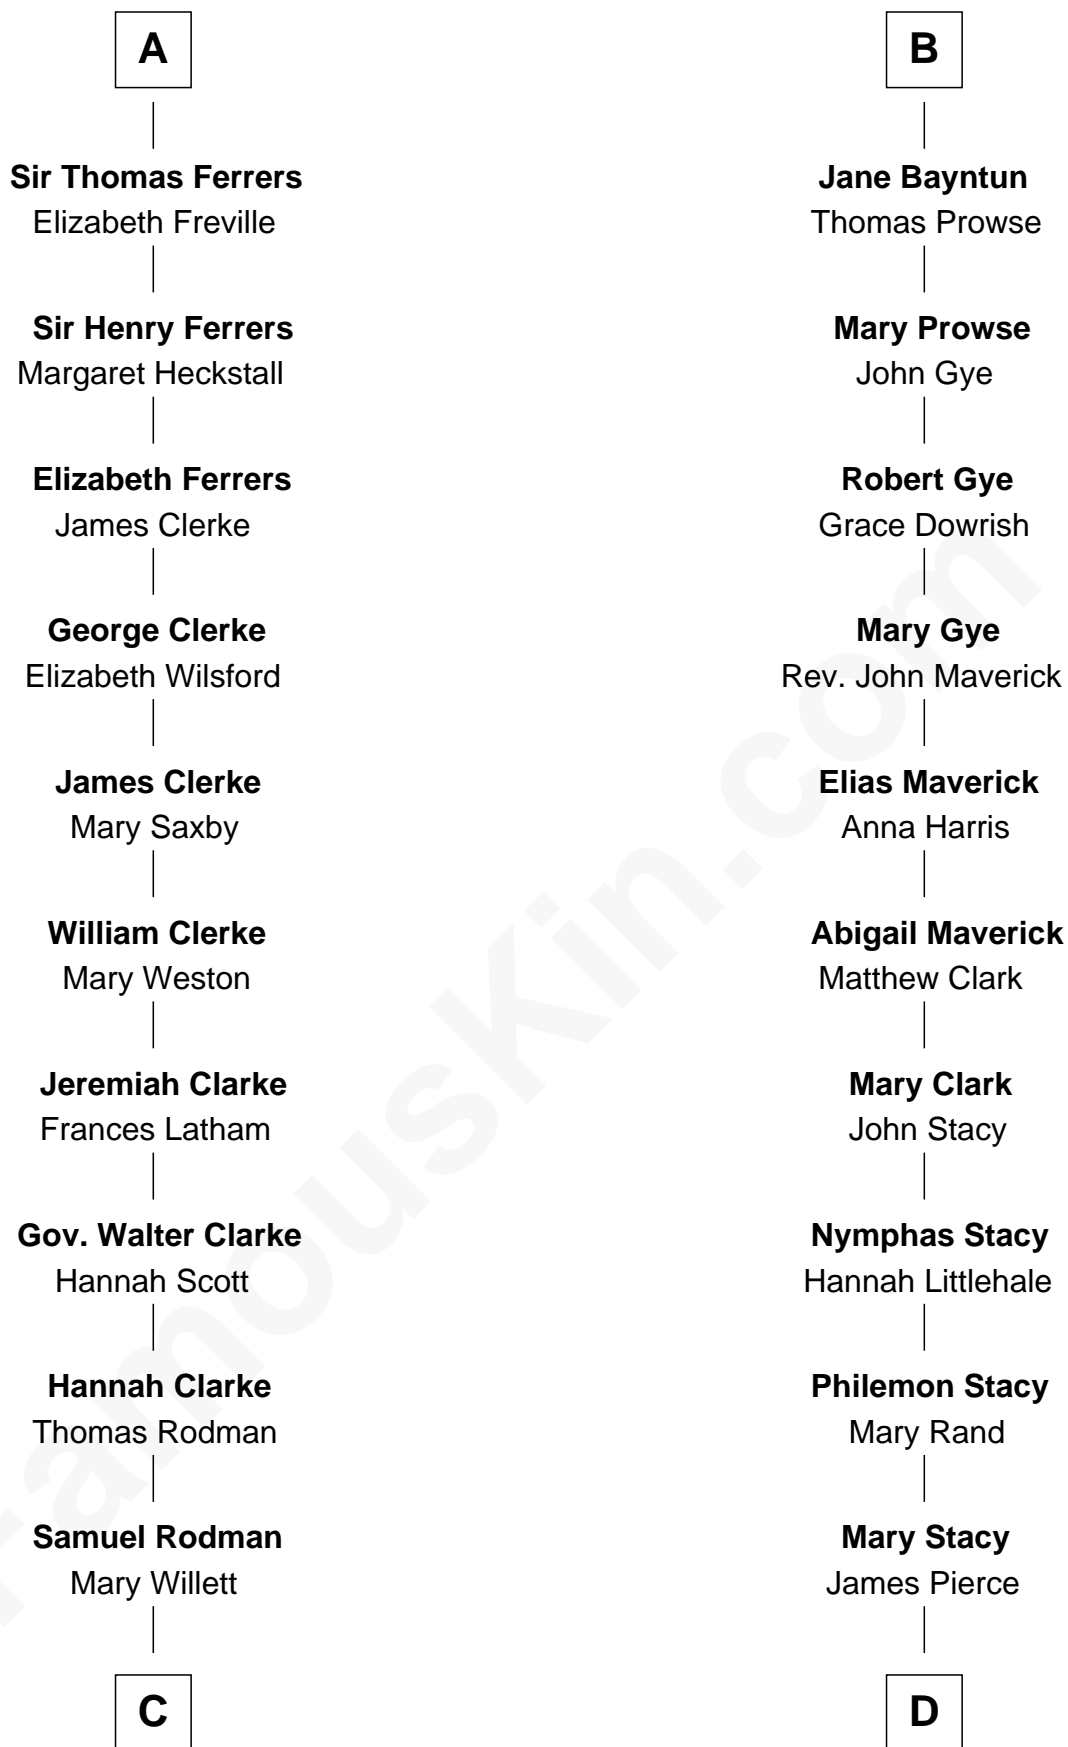 A
Sir Thomas Ferrers
Elizabeth Freville
Sir Henry Ferrers
Margaret Heckstall
Elizabeth Ferrers
James Clerke
George Clerke
Elizabeth Wilsford
James Clerke
Mary Saxby
William Clerke
Mary Weston
Jeremiah Clarke
Frances Latham
Gov. Walter Clarke
Hannah Scott
Hannah Clarke
Thomas Rodman
Samuel Rodman
Mary Willett
C
B
Jane Bayntun
Thomas Prowse
Mary Prowse
John Gye
Robert Gye
Grace Dowrish
Mary Gye
Rev. John Maverick
Elias Maverick
Anna Harris
Abigail Maverick
Matthew Clark
Mary Clark
John Stacy
Nymphas Stacy
Hannah Littlehale
Philemon Stacy
Mary Rand
Mary Stacy
James Pierce
D
FamousKin.com